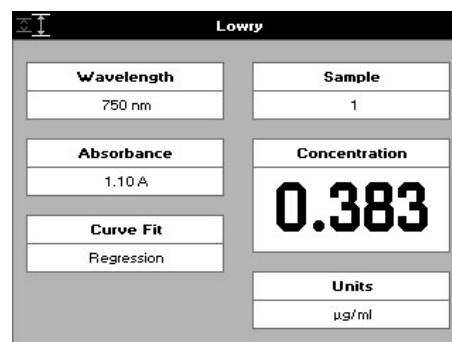 Lowry
Wavelength
750 nm
Sample
1
Absorbance
1.10 A
Concentration
0.383
Curve Fit
Regression
Units
µg/ml